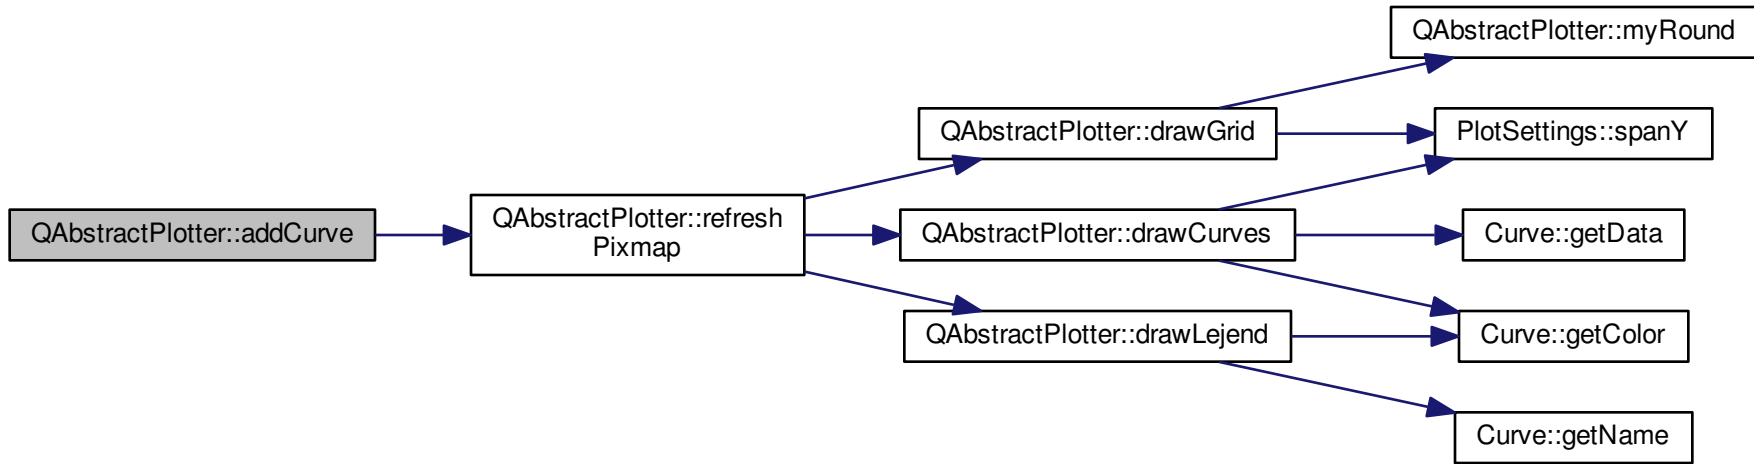 QAbstractPlotter::addCurve
QAbstractPlotter::refresh
Pixmap
QAbstractPlotter::drawGrid
QAbstractPlotter::drawCurves
QAbstractPlotter::drawLejend
QAbstractPlotter::myRound
PlotSettings::spanY
Curve::getData
Curve::getColor
Curve::getName